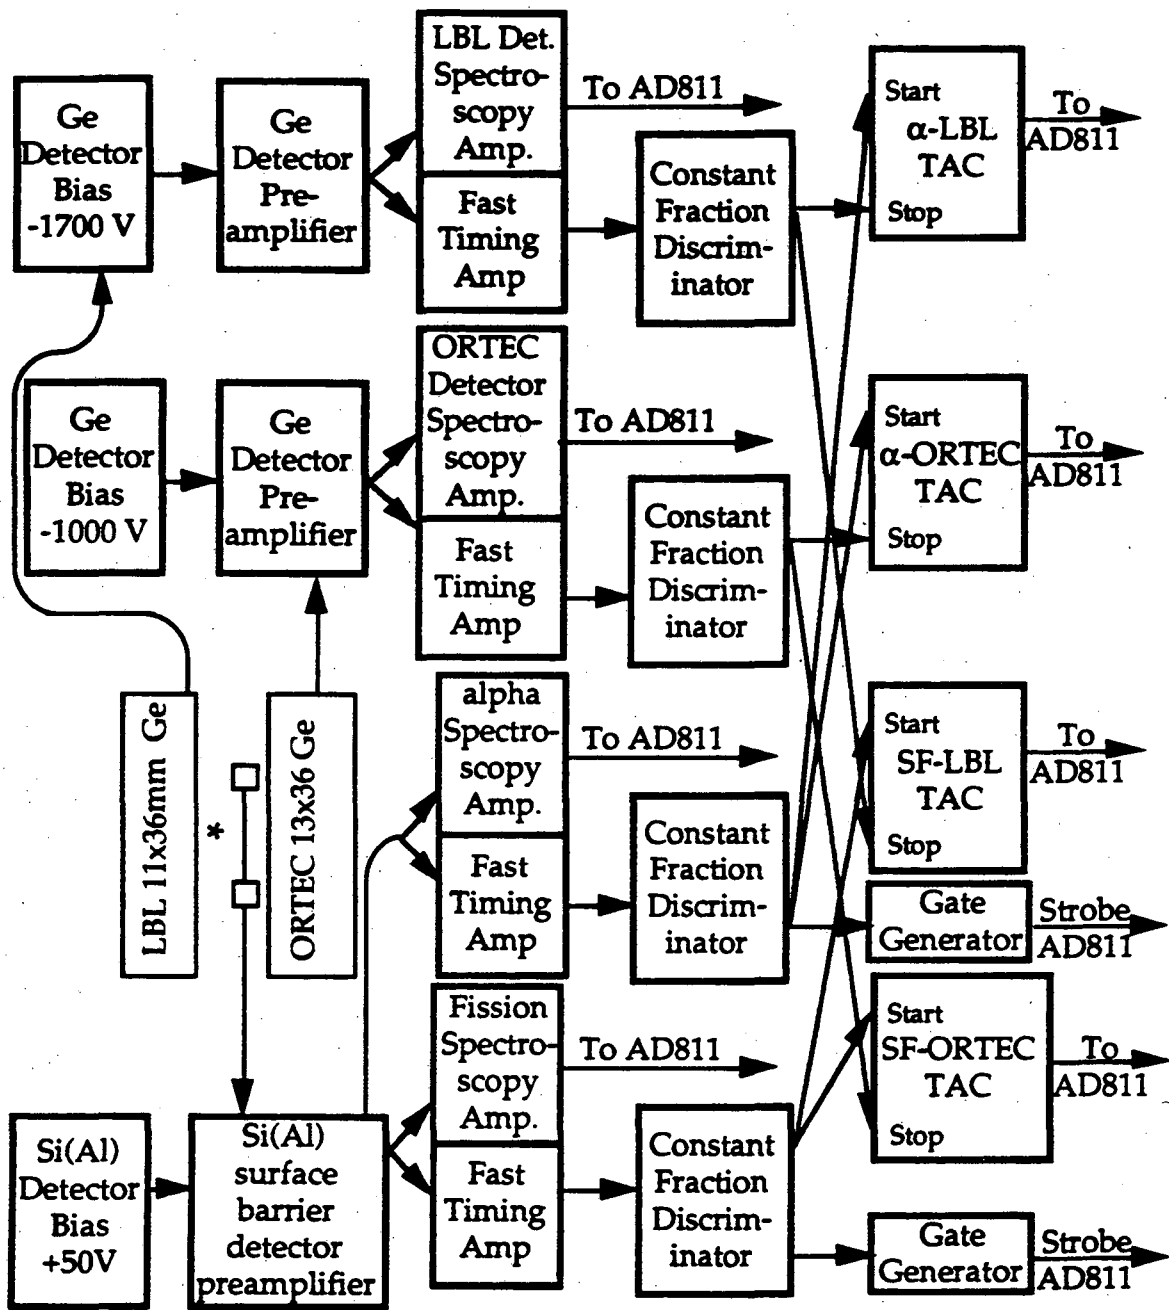 Ge
Detector
Bias
-1700 V
Ge
Detector
Pre-
amplifier
LBL Det.
Spectro-
scopy
Amp.
To AD811
Fast
Timing
Amp
Constant
Fraction
Discrim-
inator
Start
α-LBL
TAC
Stop
To
AD811
Ge
Detector
Bias
-1000 V
Ge
Detector
Pre-
amplifier
ORTEC
Detector
Spectro-
scopy
Amp.
To AD811
Fast
Timing
Amp
Constant
Fraction
Discrim-
inator
Start
α-ORTEC
TAC
Stop
To
AD811
LBL 11x36mm Ge
*
ORTEC 13x36 Ge
alpha
Spectro-
scopy
Amp.
To AD811
Fast
Timing
Amp
Constant
Fraction
Discrim-
inator
Start
SF-LBL
TAC
Stop
To
AD811
Gate
Generator
Strobe
AD811
Si(Al)
Detector
Bias
+50V
Si(Al)
surface
barrier
detector
preamplifier
Fission
Spectro-
scopy
Amp.
To AD811
Fast
Timing
Amp
Constant
Fraction
Discrim-
inator
Start
SF-ORTEC
TAC
Stop
To
AD811
Gate
Generator
Strobe
AD811